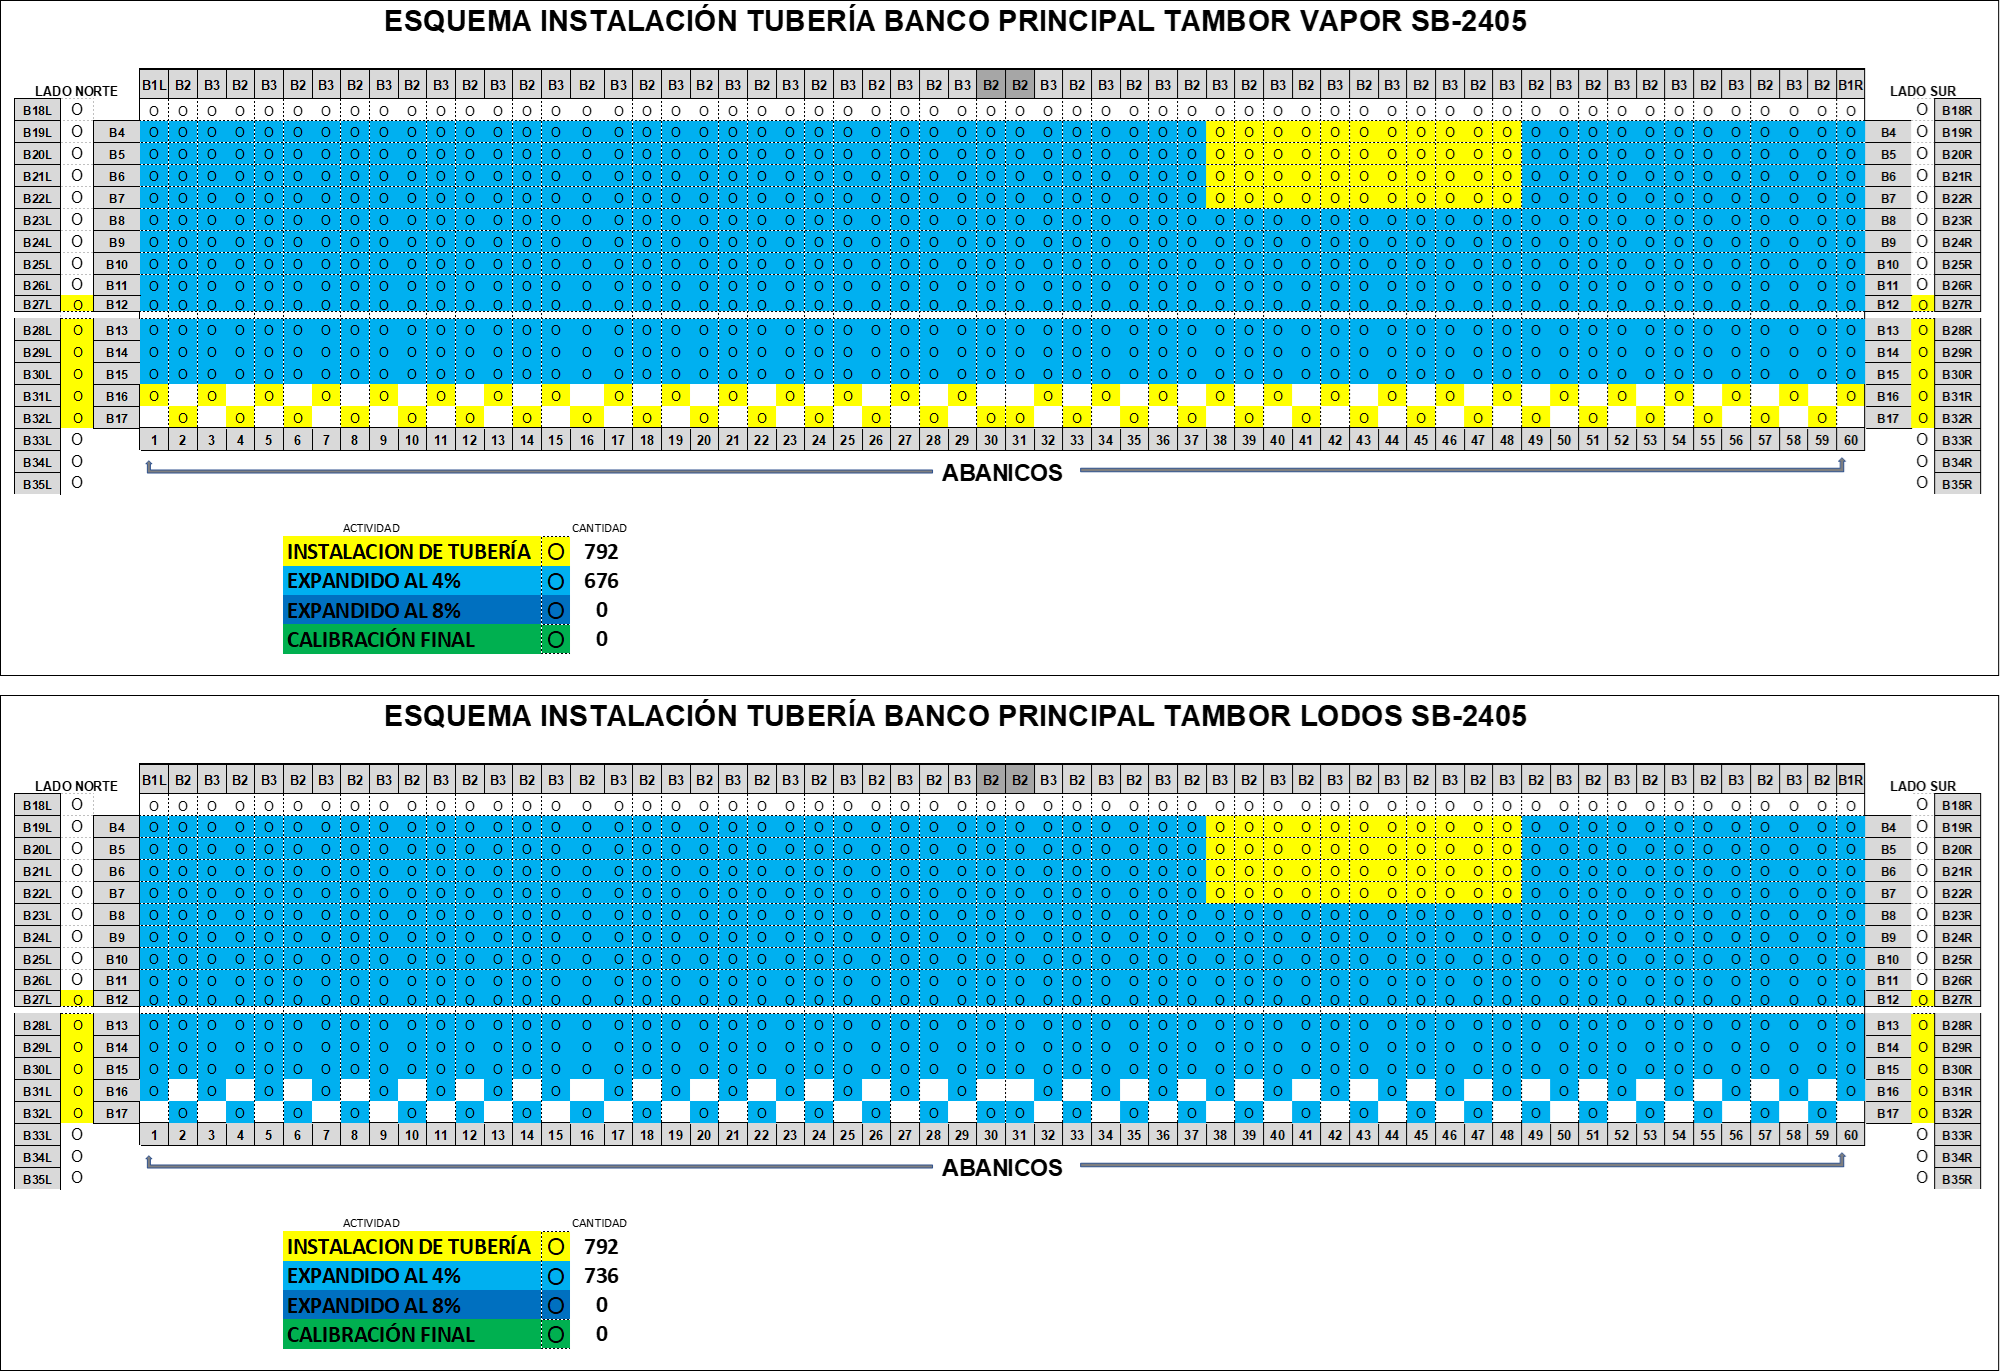 ESQUEMA INSTALACIÓN TUBERÍA BANCO PRINCIPAL TAMBOR VAPOR SB-2405
B1L B2 B3 B2 B3 B2 B3 B2 B3 B2 B3 B2 B3 B2 B3 B2 B3 B2 B3 B2 B3 B2 B3 B2 B3 B2 B3 B2 B3 B2 B2 B3 B2 B3 B2 B3 B2 B3 B2 B3 B2 B3 B2 B3 B2 B3 B2 B3 B2 B3 B2 B3 B2 B3 B2 B3 B2 B3 B2 B1R
LADO NORTE LADO SUR
B18L B18R
B19L B4 B4 B19R
B20L B5 B5 B20R
B21L B6 B6 B21R
B22L B7 B7 B22R
B23L B8 B8 B23R
B24L B9 B9 B24R
B25L B10 B10 B25R
B26L B11 B11 B26R
B27L B12 B12 B27R
B28L B13 B13 B28R
B29L B14 B14 B29R
B30L B15 B15 B30R
B31L B16 B16 B31R
B32L B17 B17 B32R
B33L 1 2 3 4 5 6 7 8 9 10 11 12 13 14 15 16 17 18 19 20 21 22 23 24 25 26 27 28 29 30 31 32 33 34 35 36 37 38 39 40 41 42 43 44 45 46 47 48 49 50 51 52 53 54 55 56 57 58 59 60 B33R
B34L B34R
ABANICOS
B35L B35R
ACTIVIDAD CANTIDAD
INSTALACION DE TUBERÍA O 792
EXPANDIDO AL 4% O 676
EXPANDIDO AL 8% O 0
CALIBRACIÓN FINAL O 0
ESQUEMA INSTALACIÓN TUBERÍA BANCO PRINCIPAL TAMBOR LODOS SB-2405
B1L B2 B3 B2 B3 B2 B3 B2 B3 B2 B3 B2 B3 B2 B3 B2 B3 B2 B3 B2 B3 B2 B3 B2 B3 B2 B3 B2 B3 B2 B2 B3 B2 B3 B2 B3 B2 B3 B2 B3 B2 B3 B2 B3 B2 B3 B2 B3 B2 B3 B2 B3 B2 B3 B2 B3 B2 B3 B2 B1R
LADO NORTE LADO SUR
B18L B18R
B19L B4 B4 B19R
B20L B5 B5 B20R
B21L B6 B6 B21R
B22L B7 B7 B22R
B23L B8 B8 B23R
B24L B9 B9 B24R
B25L B10 B10 B25R
B26L B11 B11 B26R
B27L B12 B12 B27R
B28L B13 B13 B28R
B29L B14 B14 B29R
B30L B15 B15 B30R
B31L B16 B16 B31R
B32L B17 B17 B32R
B33L 1 2 3 4 5 6 7 8 9 10 11 12 13 14 15 16 17 18 19 20 21 22 23 24 25 26 27 28 29 30 31 32 33 34 35 36 37 38 39 40 41 42 43 44 45 46 47 48 49 50 51 52 53 54 55 56 57 58 59 60 B33R
B34L B34R
ABANICOS
B35L B35R
ACTIVIDAD CANTIDAD
INSTALACION DE TUBERÍA O 792
EXPANDIDO AL 4% O 736
EXPANDIDO AL 8% O 0
CALIBRACIÓN FINAL O 0